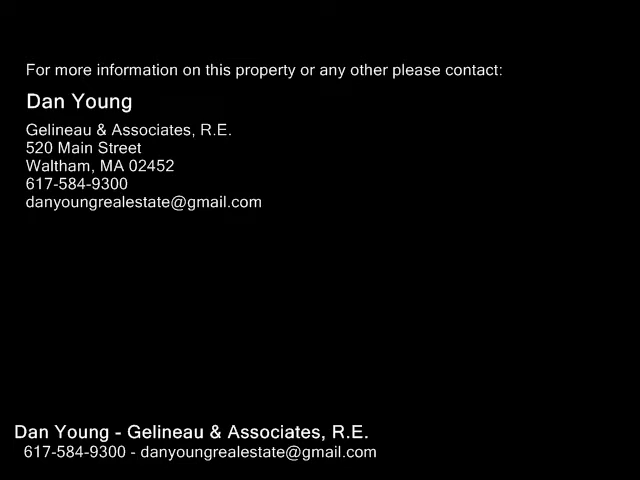 For more information on this property or any other please contact:
Dan Young
Gelineau & Associates, R.E.
520 Main Street
Waltham, MA 02452
617-584-9300
danyoungrealestate@gmail.com
Dan Young - Gelineau & Associates, R.E.
617-584-9300 - danyoungrealestate@gmail.com